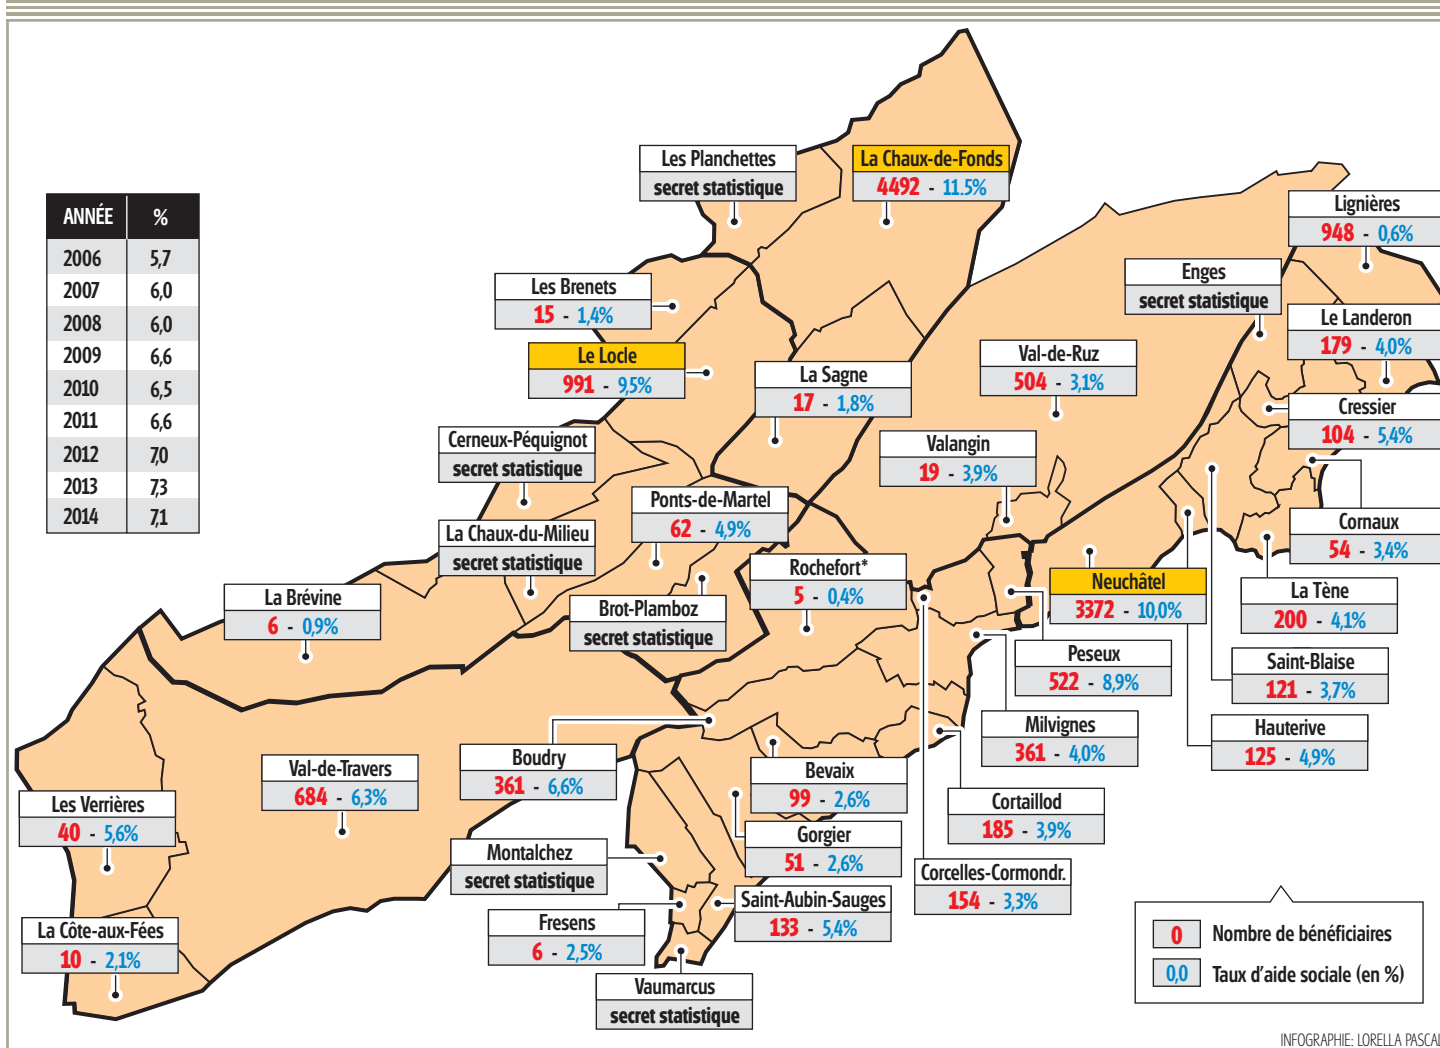 ANNÉE %
2006 5,7
2007 6,0
2008 6,0
2009 6,6
2010 6,5
2011 6,6
2012 7,0
2013 7,3
2014 7,1
Les Planchettes
secret statistique
La Chaux-de-Fonds
4492 - 11.5%
Lignières
948 - 0,6%
Enges
secret statistique
Les Brenets
15 - 1,4%
Le Landeron
179 - 4,0%
Le Locle
991 - 9,5%
La Sagne
17 - 1,8%
Val-de-Ruz
504 - 3,1%
Cressier
104 - 5,4%
Cerneux-Péquignot
secret statistique
Valangin
19 - 3,9%
Ponts-de-Martel
62 - 4,9%
La Chaux-du-Milieu
secret statistique
Cornaux
54 - 3,4%
Rochefort*
5 - 0,4%
Neuchâtel
3372 - 10,0%
La Tène
200 - 4,1%
La Brévine
6 - 0,9%
Brot-Plamboz
secret statistique
Peseux
522 - 8,9%
Saint-Blaise
121 - 3,7%
Milvignes
361 - 4,0%
Hauterive
125 - 4,9%
Boudry
361 - 6,6%
Val-de-Travers
684 - 6,3%
Bevaix
99 - 2,6%
Les Verrières
40 - 5,6%
Cortaillod
185 - 3,9%
Gorgier
51 - 2,6%
Montalchez
secret statistique
Corcelles-Cormondr.
154 - 3,3%
Saint-Aubin-Sauges
133 - 5,4%
Fresens
6 - 2,5%
La Côte-aux-Fées
10 - 2,1%
Vaumarcus
secret statistique
0 Nombre de bénéficiaires
0,0 Taux d'aide sociale (en %)
INFOGRAPHIE: LORELLA PASCAL